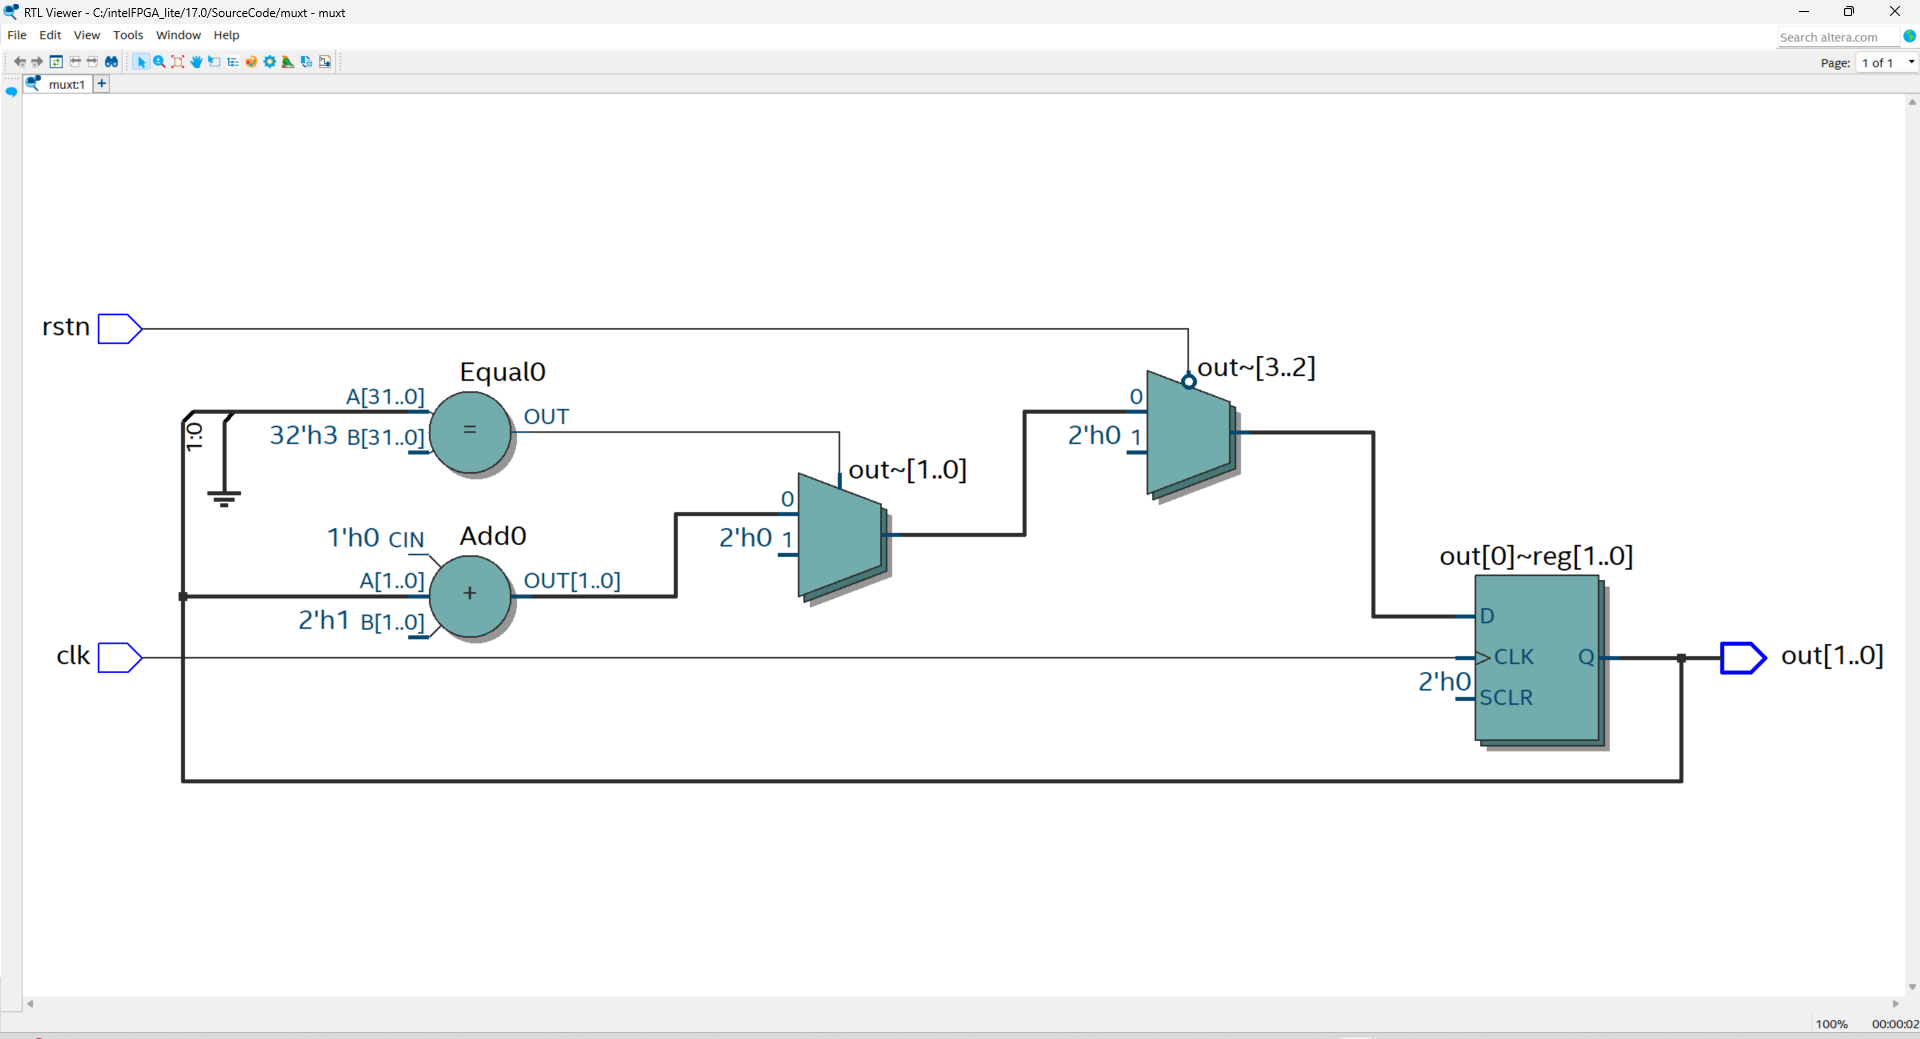 RTL Viewer - C:/intelFPGA_lite/17.0/SourceCode/muxt - muxt
File Edit View Tools Window Help
Search altera.com
Page: 1 of 1
muxt:1 +
rstn
Equal0
A[31..0]
OUT
32'h3 B[31..0]
=
1:0
out~[3..2]
0
2'h0 1
out~[1..0]
0
2'h0 1
1'h0 CIN
Add0
A[1..0]
OUT[1..0]
+
2'h1 B[1..0]
clk
out[0]~reg[1..0]
D
CLK
Q
2'h0
SCLR
out[1..0]
100% 00:00:02